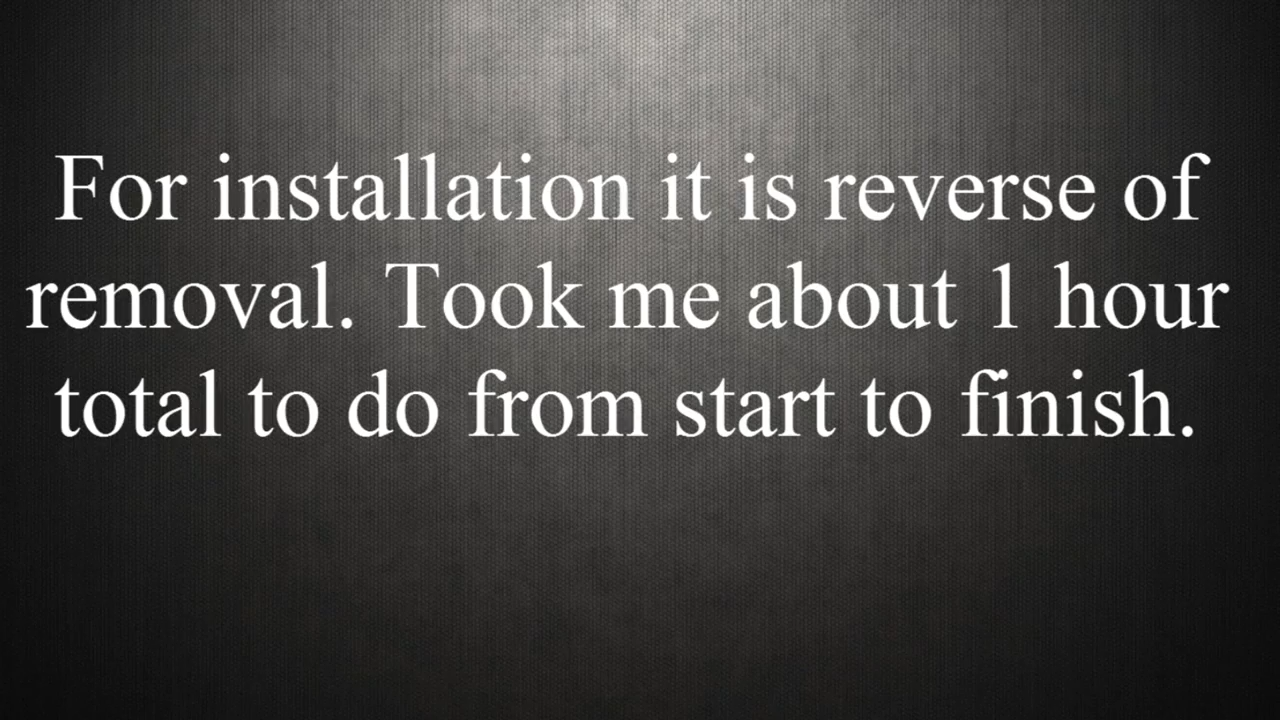 For installation it is reverse of
removal. Took me about 1 hour
total to do from start to finish.